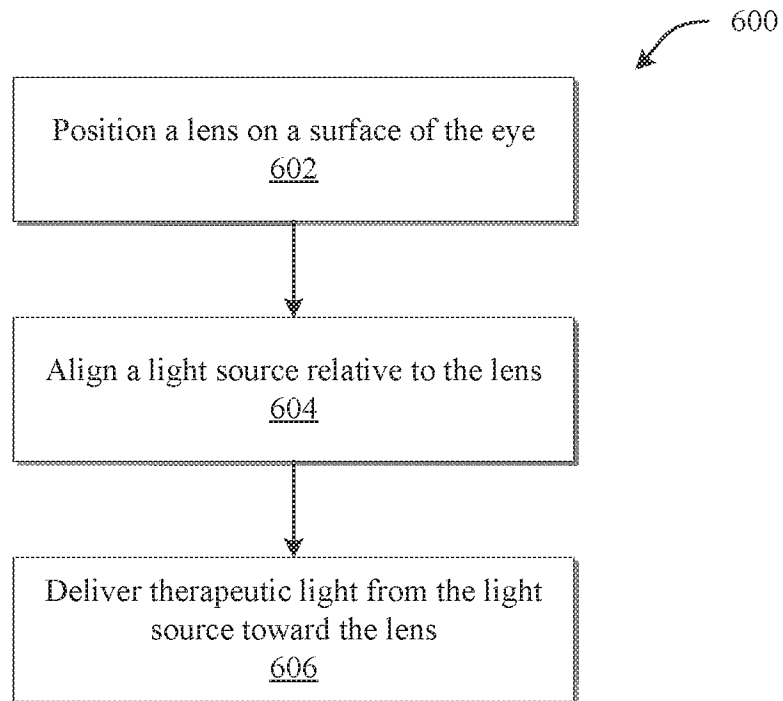 600
Position a lens on a surface of the eye
602
Align a light source relative to the lens
604
Deliver therapeutic light from the light
source toward the lens
606